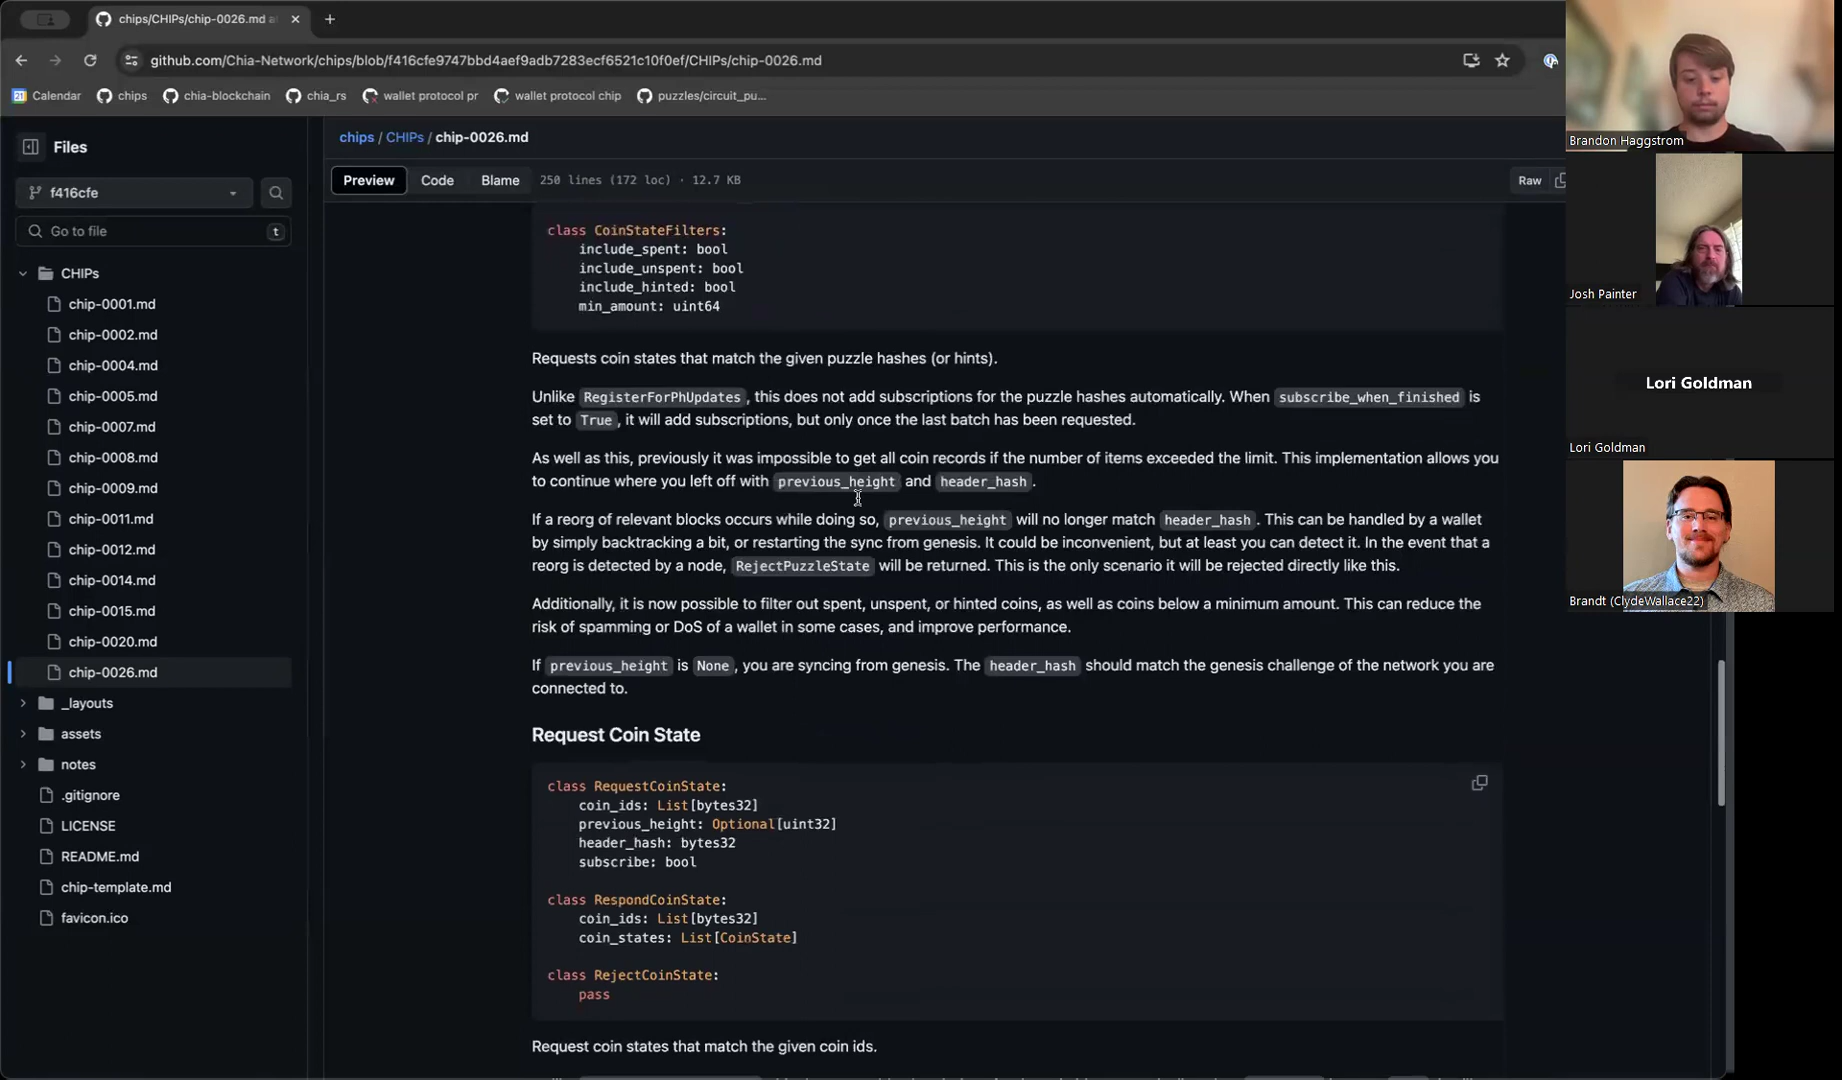 chips/CHIPs/chip-0026.md a
github.com/Chia-Network/chips/blob/f416cfe9747bbd4aef9adb7283ecf6521c10f0ef/CHIPs/chip-0026.md
Calendar
chips
chia-blockchain
chia_rs
wallet protocol pr
wallet protocol chip
puzzles/circuit_pu...
Files
f416cfe
Go to file
t
CHIPs
chip-0001.md
chip-0002.md
chip-0004.md
chip-0005.md
chip-0007.md
chip-0008.md
chip-0009.md
chip-0011.md
chip-0012.md
chip-0014.md
chip-0015.md
chip-0020.md
chip-0026.md
_layouts
assets
notes
.gitignore
LICENSE
README.md
chip-template.md
favicon.ico
chips / CHIPs / chip-0026.md
Preview Code Blame 250 lines (172 loc) · 12.7 KB Raw
class CoinStateFilters:
include_spent: bool
include_unspent: bool
include_hinted: bool
min_amount: uint64
Requests coin states that match the given puzzle hashes (or hints).
Unlike RegisterForPhUpdates, this does not add subscriptions for the puzzle hashes automatically. When subscribe_when_finished is
set to True, it will add subscriptions, but only once the last batch has been requested.
As well as this, previously it was impossible to get all coin records if the number of items exceeded the limit. This implementation allows you
to continue where you left off with previous_height and header_hash.
If a reorg of relevant blocks occurs while doing so, previous_height will no longer match header_hash. This can be handled by a wallet
by simply backtracking a bit, or restarting the sync from genesis. It could be inconvenient, but at least you can detect it. In the event that a
reorg is detected by a node, RejectPuzzleState will be returned. This is the only scenario it will be rejected directly like this.
Additionally, it is now possible to filter out spent, unspent, or hinted coins, as well as coins below a minimum amount. This can reduce the
risk of spamming or DoS of a wallet in some cases, and improve performance.
If previous_height is None, you are syncing from genesis. The header_hash should match the genesis challenge of the network you are
connected to.
Request Coin State
class RequestCoinState:
coin_ids: List[bytes32]
previous_height: Optional[uint32]
header_hash: bytes32
subscribe: bool
class RespondCoinState:
coin_ids: List[bytes32]
coin_states: List[CoinState]
class RejectCoinState:
pass
Request coin states that match the given coin ids.
Brandon Haggstrom
Josh Painter
Lori Goldman
Lori Goldman
Brandt (ClydeWallace22)